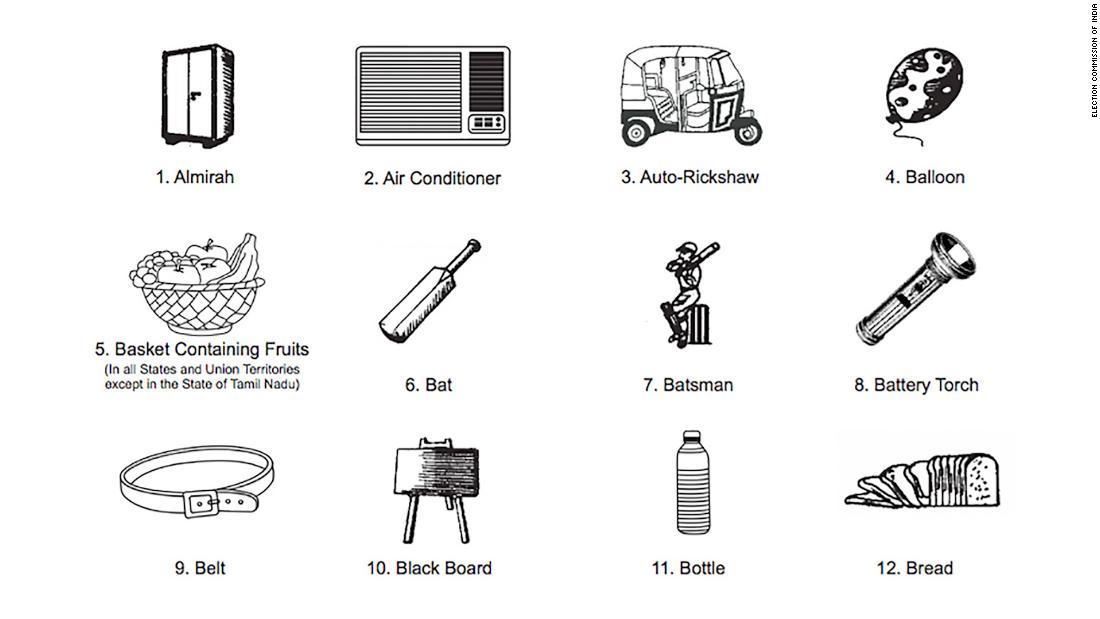 1. Almirah
2. Air Conditioner
3. Auto-Rickshaw
4. Balloon
5. Basket Containing Fruits
(In all States and Union Territories
except in the State of Tamil Nadu)
6. Bat
7. Batsman
8. Battery Torch
9. Belt
10. Black Board
11. Bottle
12. Bread
ELECTION COMMISSION OF INDIA